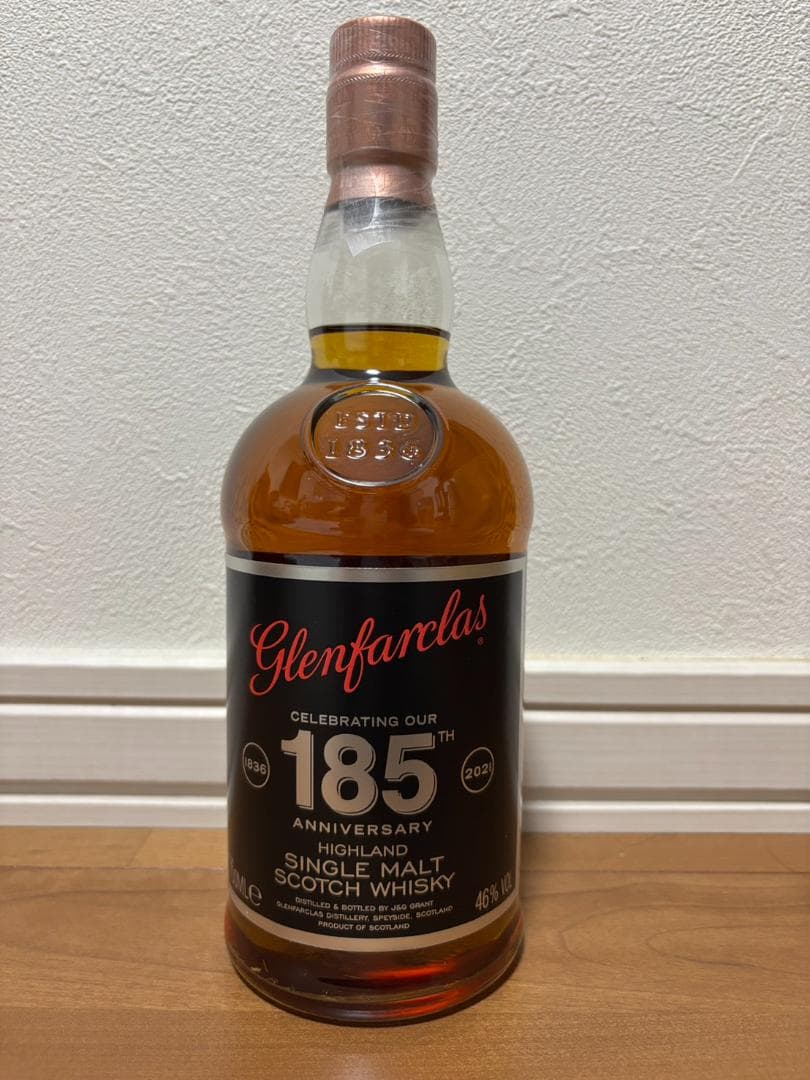 ESTD
1836
Glenfarclas®
CELEBRATING OUR
185TH
1836
2021
ANNIVERSARY
HIGHLAND
SINGLE MALT
SCOTCH WHISKY
46% VOL
DISTILLED & BOTTLED BY J&G GRANT
GLENFARCLAS DISTILLERY, SPEYSIDE, SCOTLAND
PRODUCT OF SCOTLAND